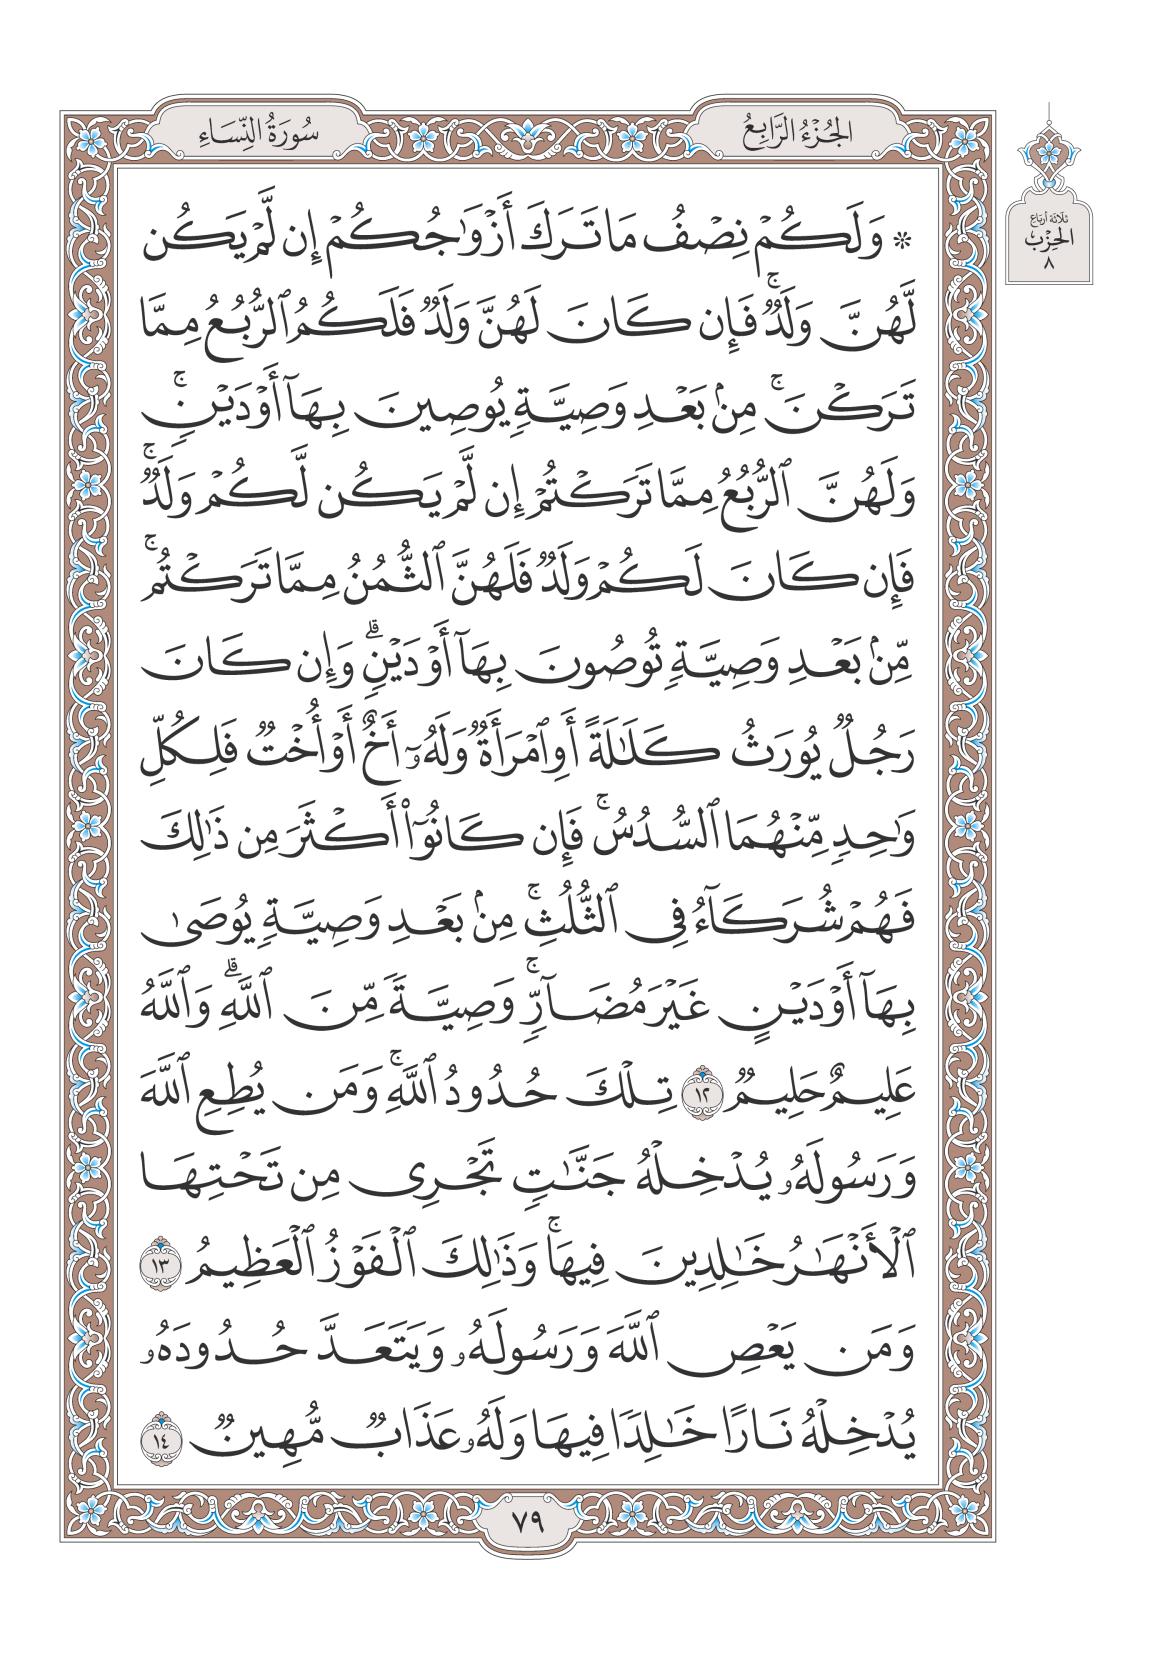 الجُزْءُ الرَّابِعُ
سُورَةُ النِّسَاءِ
ثلاثة أرباع
الحِزْب
٨
* وَلَكُمْ نِصْفُ مَا تَرَكَ أَزْوَٰجُكُمْ إِن لَّمْ يَكُن
لَّهُنَّ وَلَدٌۚ فَإِن كَانَ لَهُنَّ وَلَدٌ فَلَكُمُ ٱلرُّبُعُ مِمَّا
تَرَكْنَۚ مِنۢ بَعْدِ وَصِيَّةٍ يُوصِينَ بِهَآ أَوْ دَيْنٍۚ
وَلَهُنَّ ٱلرُّبُعُ مِمَّا تَرَكْتُمْ إِن لَّمْ يَكُن لَّكُمْ وَلَدٌۚ
فَإِن كَانَ لَكُمْ وَلَدٌ فَلَهُنَّ ٱلثُّمُنُ مِمَّا تَرَكْتُمۚ
مِّنۢ بَعْدِ وَصِيَّةٍ تُوصُونَ بِهَآ أَوْ دَيْنٍۗ وَإِن كَانَ
رَجُلٌ يُورَثُ كَلَٰلَةً أَوِ ٱمْرَأَةٌ وَلَهُۥٓ أَخٌ أَوْ أُخْتٌ فَلِكُلِّ
وَٰحِدٍ مِّنْهُمَا ٱلسُّدُسُۚ فَإِن كَانُوٓا۟ أَكْثَرَ مِن ذَٰلِكَ
فَهُمْ شُرَكَآءُ فِى ٱلثُّلُثِۚ مِنۢ بَعْدِ وَصِيَّةٍ يُوصَىٰ
بِهَآ أَوْ دَيْنٍ غَيْرَ مُضَآرٍّۚ وَصِيَّةً مِّنَ ٱللَّهِۗ وَٱللَّهُ
عَلِيمٌ حَلِيمٌ ١٢ تِلْكَ حُدُودُ ٱللَّهِۚ وَمَن يُطِعِ ٱللَّهَ
وَرَسُولَهُۥ يُدْخِلْهُ جَنَّٰتٍ تَجْرِى مِن تَحْتِهَا
ٱلْأَنْهَٰرُ خَٰلِدِينَ فِيهَاۚ وَذَٰلِكَ ٱلْفَوْزُ ٱلْعَظِيمُ ١٣
وَمَن يَعْصِ ٱللَّهَ وَرَسُولَهُۥ وَيَتَعَدَّ حُدُودَهُۥ
يُدْخِلْهُ نَارًا خَٰلِدًا فِيهَا وَلَهُۥ عَذَابٌ مُّهِينٌ ١٤
٧٩